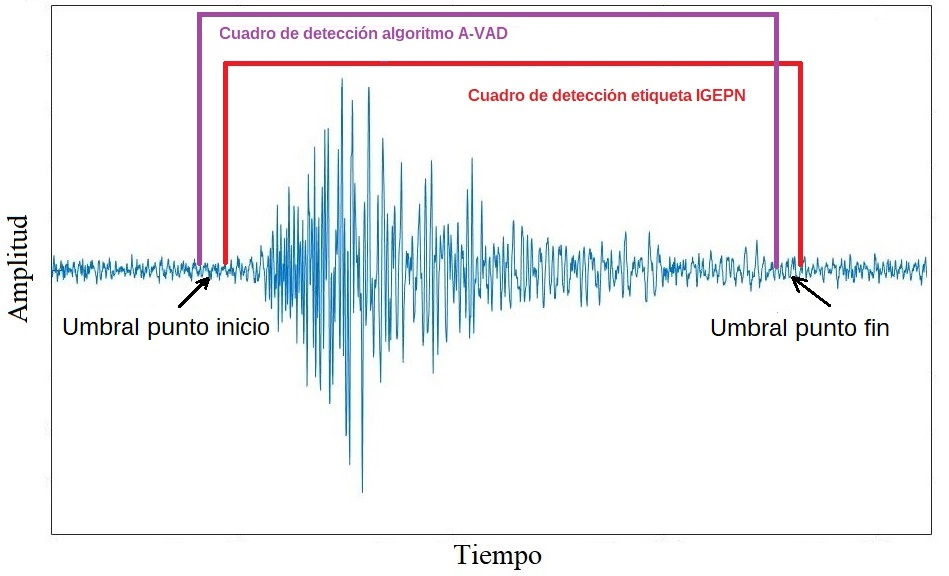 Cuadro de detección algoritmo A-VAD
Cuadro de detección etiqueta IGEPN
Amplitud
Umbral punto inicio
Umbral punto fin
Tiempo